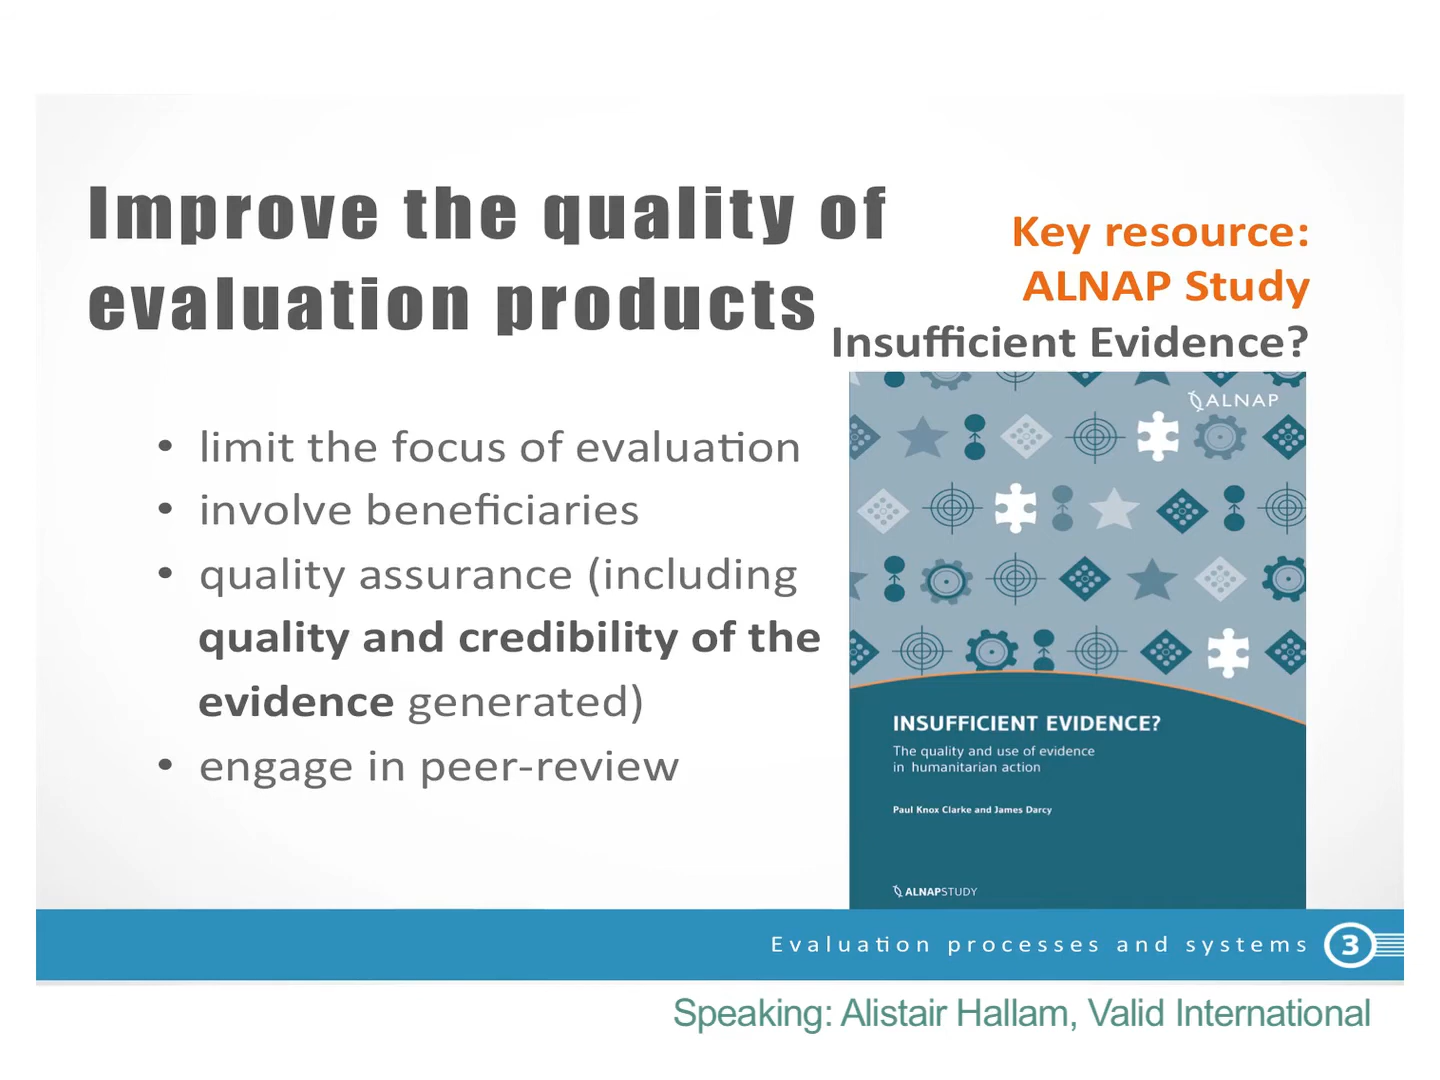 Improve the quality of
evaluation products
Key resource:
ALNAP Study
Insufficient Evidence?
• limit the focus of evaluation
• involve beneficiaries
• quality assurance (including
quality and credibility of the
evidence generated)
• engage in peer-review
ALNAP
INSUFFICIENT EVIDENCE?
The quality and use of evidence
in humanitarian action
Paul Knox Clarke and James Darcy
ALNAPSTUDY
Evaluation processes and systems 3
Speaking: Alistair Hallam, Valid International